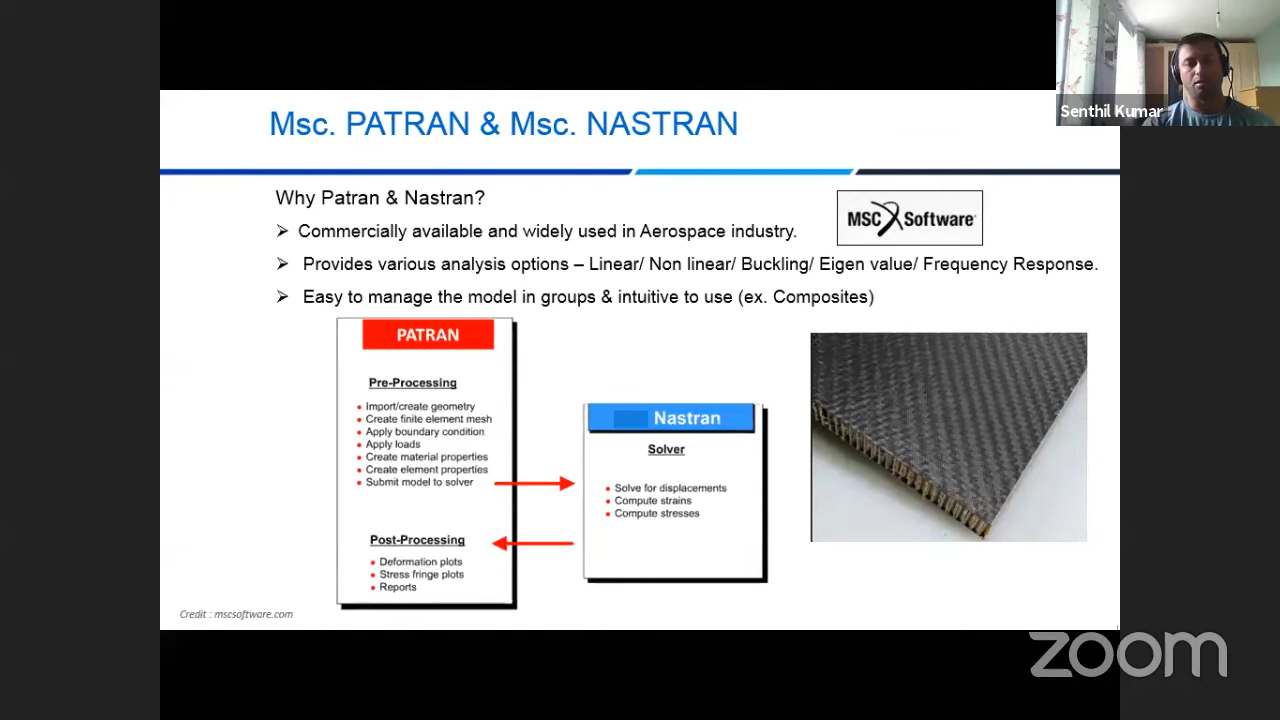 Msc. PATRAN & Msc. NASTRAN
Senthil Kumar
Why Patran & Nastran?
MSC Software
➢ Commercially available and widely used in Aerospace industry.
➢ Provides various analysis options – Linear/ Non linear/ Buckling/ Eigen value/ Frequency Response.
➢ Easy to manage the model in groups & intuitive to use (ex. Composites)
PATRAN
Pre-Processing
• Import/create geometry
• Create finite element mesh
• Apply boundary condition
• Apply loads
• Create material properties
• Create element properties
• Submit model to solver
Post-Processing
• Deformation plots
• Stress fringe plots
• Reports
Nastran
Solver
• Solve for displacements
• Compute strains
• Compute stresses
Credit : mscsoftware.com
zoom